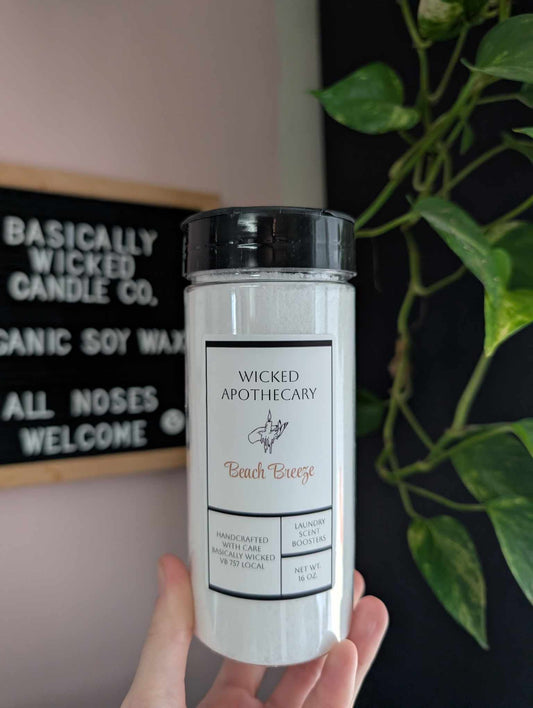 BASICALLY
WICKED
CANDLE CO.
GANIC SOY WAX
ALL NOSES
WELCOME
WICKED
APOTHECARY
Beach Breeze
HANDCRAFTED
WITH CARE
BASICALLY WICKED
VB 757 LOCAL
LAUNDRY
SCENT
BOOSTERS
NET WT.
16 OZ.